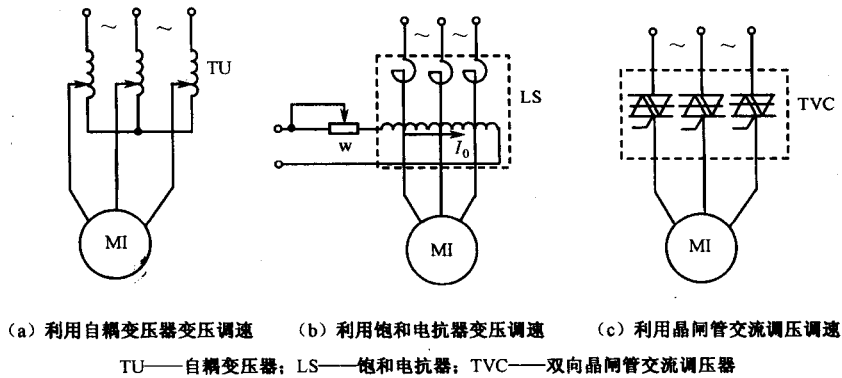 ~ ~
TU
MI
~ ~
LS
w
I₀
MI
~ ~
TVC
MI
(a) 利用自耦变压器变压调速
(b) 利用饱和电抗器变压调速
(c) 利用晶闸管交流调压调速
TU——自耦变压器；LS——饱和电抗器；TVC——双向晶闸管交流调压器